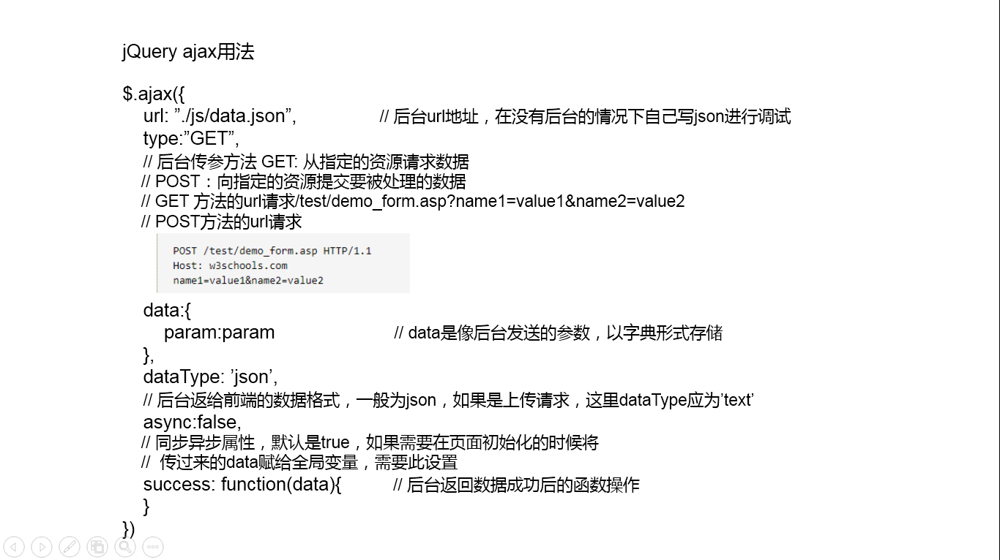 jQuery ajax用法
$.ajax({
url: ”./js/data.json”, // 后台url地址，在没有后台的情况下自己写json进行调试
type:”GET”,
// 后台传参方法 GET: 从指定的资源请求数据
// POST：向指定的资源提交要被处理的数据
// GET 方法的url请求/test/demo_form.asp?name1=value1&name2=value2
// POST方法的url请求
POST /test/demo_form.asp HTTP/1.1
Host: w3schools.com
name1=value1&name2=value2
data:{
param:param // data是像后台发送的参数，以字典形式存储
},
dataType: ’json’,
// 后台返给前端的数据格式，一般为json，如果是上传请求，这里dataType应为’text’
async:false,
// 同步异步属性，默认是true，如果需要在页面初始化的时候将
// 传过来的data赋给全局变量，需要此设置
success: function(data){ // 后台返回数据成功后的函数操作
}
})